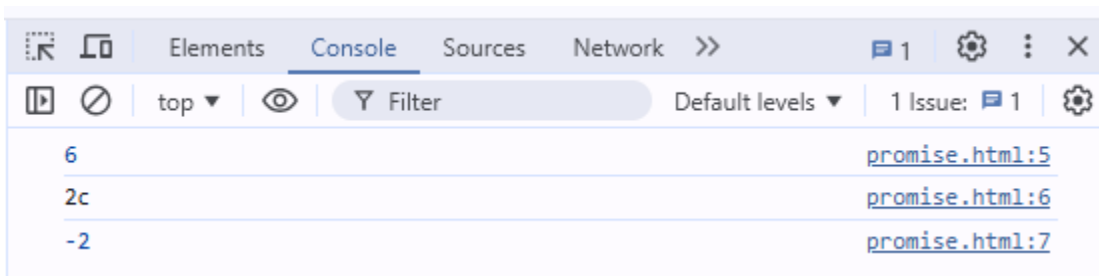 Elements Console Sources Network 1
top Filter Default levels 1 Issue: 1
6 promise.html:5
2c promise.html:6
-2 promise.html:7